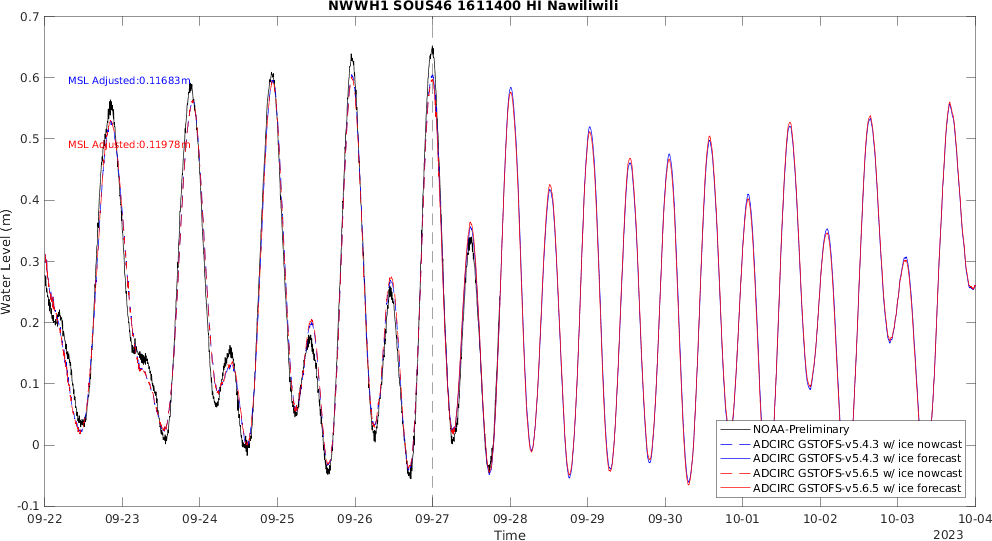 NWWH1 SOUS46 1611400 HI Nawiliwili
0.7
0.6
0.5
0.4
0.3
0.2
0.1
0
-0.1
Water Level (m)
MSL Adjusted:0.11683m
MSL Adjusted:0.11978m
NOAA-Preliminary
ADCIRC GSTOFS-v5.4.3 w/ ice nowcast
ADCIRC GSTOFS-v5.4.3 w/ ice forecast
ADCIRC GSTOFS-v5.6.5 w/ ice nowcast
ADCIRC GSTOFS-v5.6.5 w/ ice forecast
09-22 09-23 09-24 09-25 09-26 09-27 09-28 09-29 09-30 10-01 10-02 10-03 10-04
Time
2023